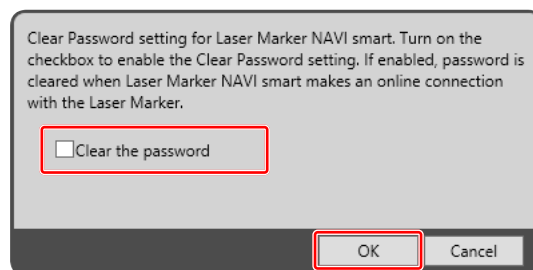 Clear Password setting for Laser Marker NAVI smart. Turn on the
checkbox to enable the Clear Password setting. If enabled, password is
cleared when Laser Marker NAVI smart makes an online connection
with the Laser Marker.
Clear the password
OK Cancel